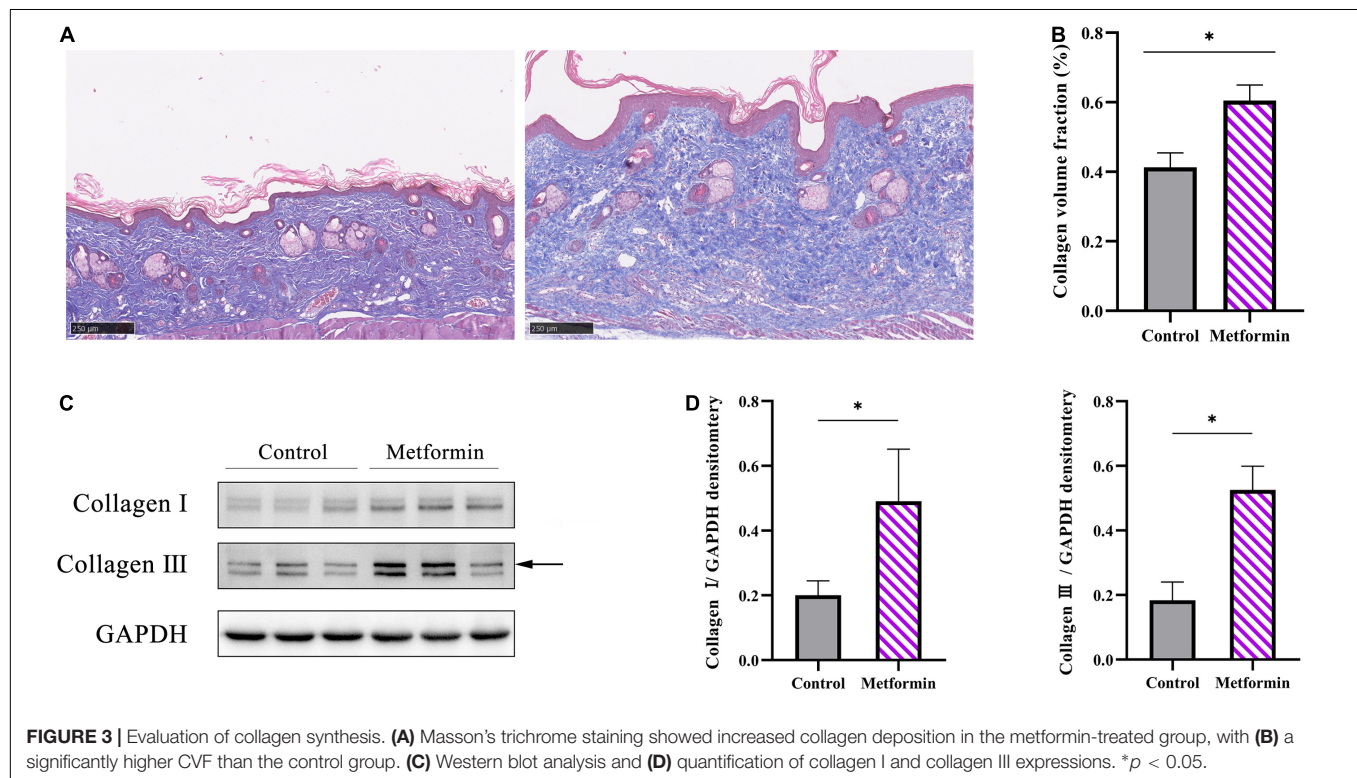 A
250 µm
250 µm
B
Collagen volume fraction (%)
0.8
0.6
0.4
0.2
0.0
*
Control Metformin
C
Control Metformin
Collagen I
Collagen III
GAPDH
D
Collagen I/ GAPDH densitomtery
0.8
0.6
0.4
0.2
0.0
*
Control Metformin
Collagen III / GAPDH densitomtery
0.8
0.6
0.4
0.2
0.0
*
Control Metformin
FIGURE 3 | Evaluation of collagen synthesis. (A) Masson's trichrome staining showed increased collagen deposition in the metformin-treated group, with (B) a
significantly higher CVF than the control group. (C) Western blot analysis and (D) quantification of collagen I and collagen III expressions. *p < 0.05.